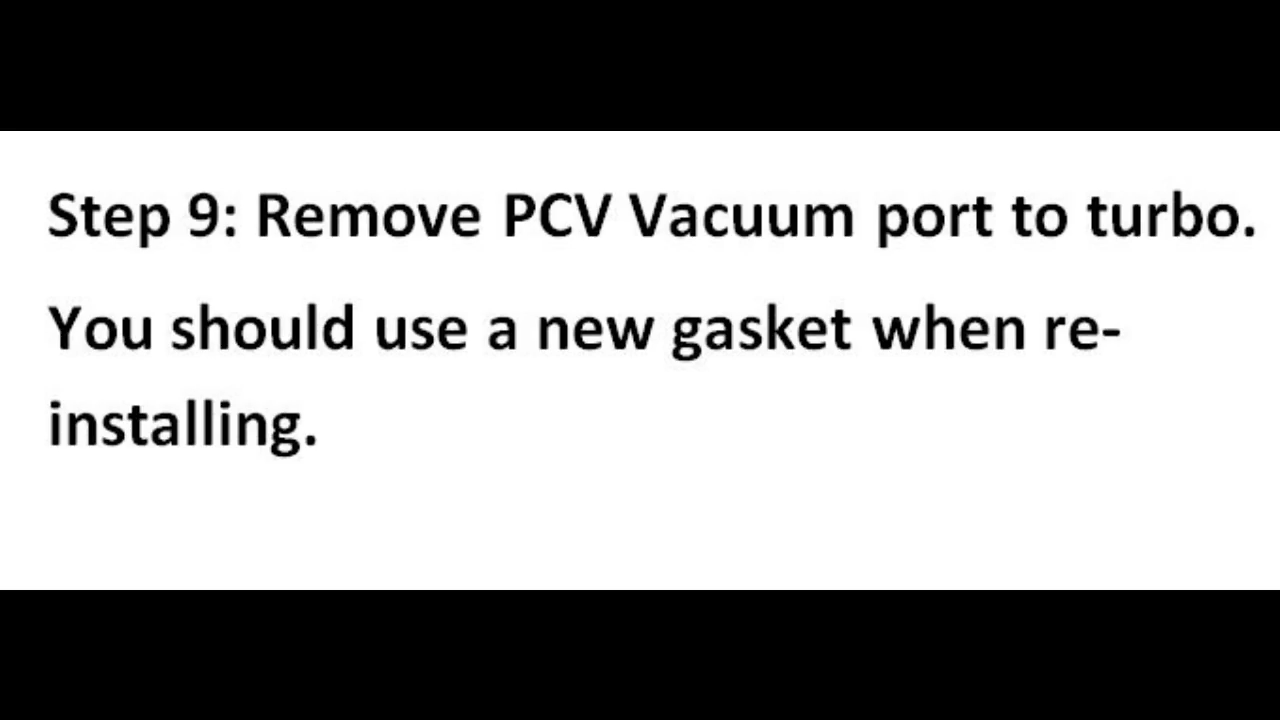 Step 9: Remove PCV Vacuum port to turbo.
You should use a new gasket when re-
installing.